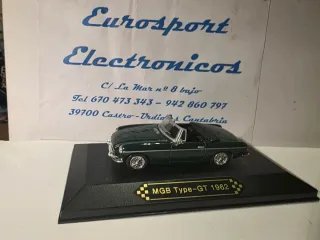 Eurosport
Electronicos
C/ La Mar nº 8 bajo
Tel 670 473 343 - 942 860 797
39700 Castro-Urdiales Cantabria
MGB Type-GT 1962